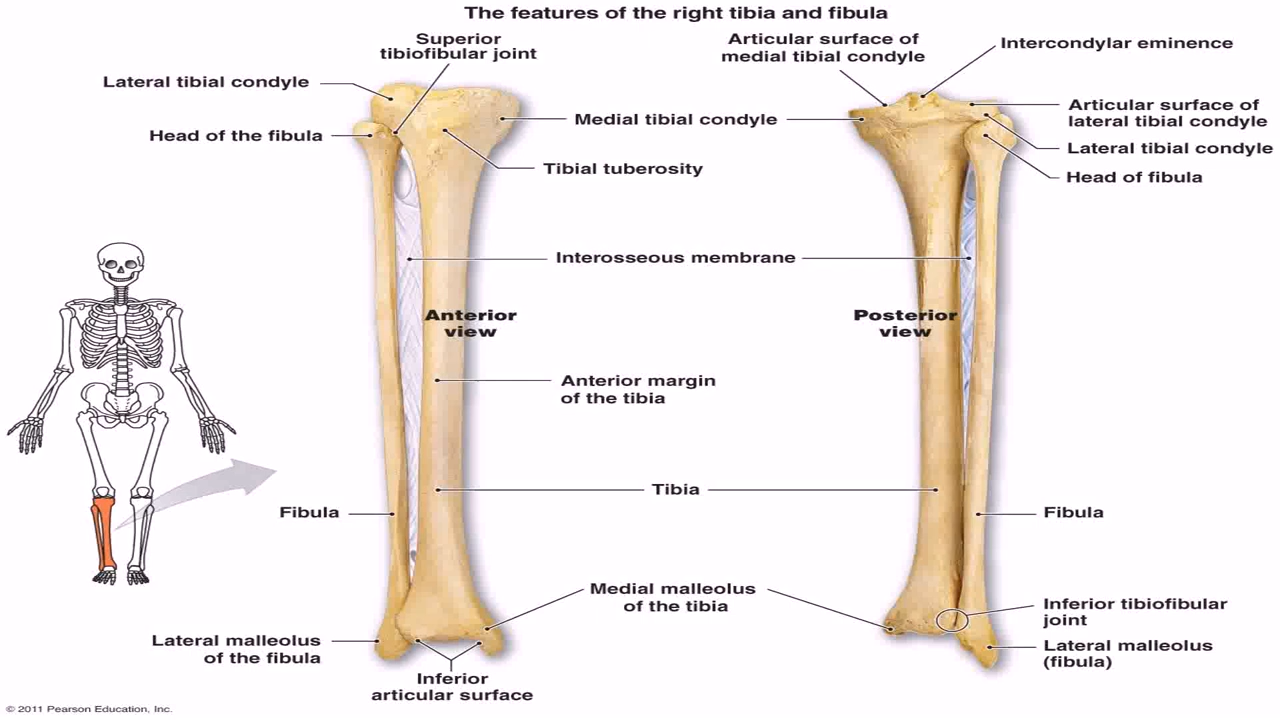 The features of the right tibia and fibula
Superior
tibiofibular joint
Lateral tibial condyle
Head of the fibula
Medial tibial condyle
Tibial tuberosity
Articular surface of
medial tibial condyle
Intercondylar eminence
Articular surface of
lateral tibial condyle
Lateral tibial condyle
Head of fibula
Interosseous membrane
Anterior
view
Posterior
view
Anterior margin
of the tibia
Tibia
Fibula
Fibula
Medial malleolus
of the tibia
Inferior tibiofibular
joint
Lateral malleolus
of the fibula
Lateral malleolus
(fibula)
Inferior
articular surface
© 2011 Pearson Education, Inc.